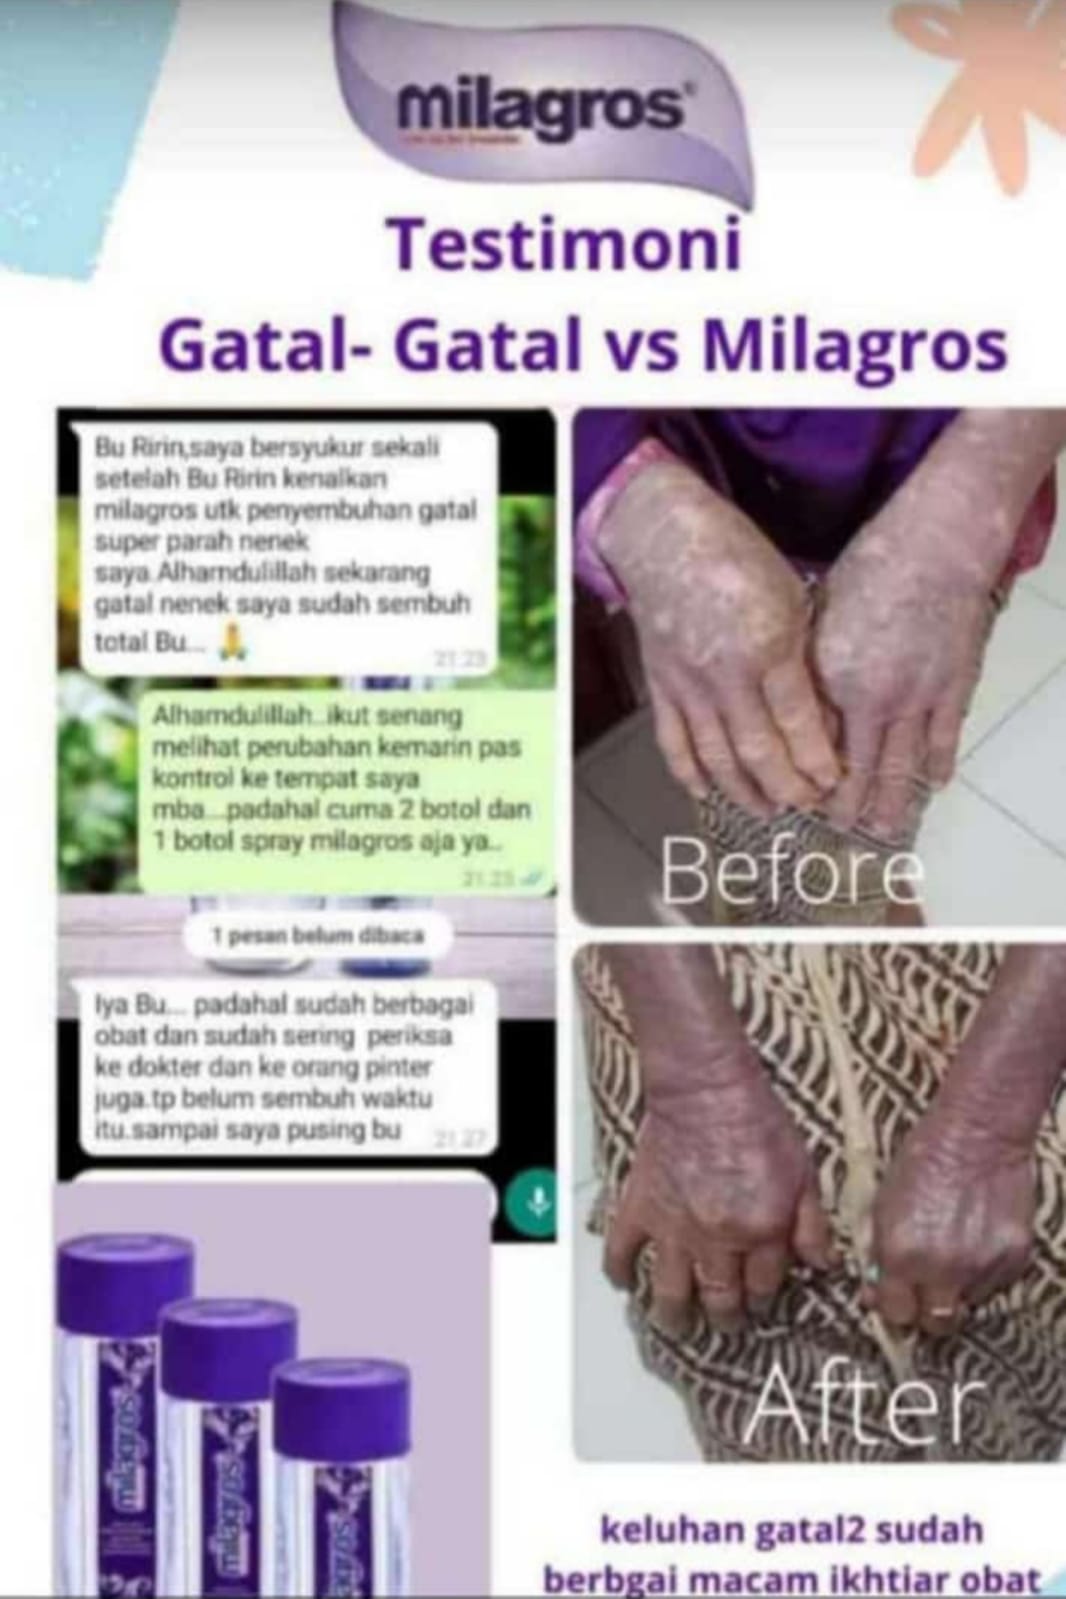 milagros®
Testimoni
Gatal- Gatal vs Milagros
Bu Ririn,saya bersyukur sekali
setelah Bu Ririn kenalkan
milagros utk penyembuhan gatal
super parah nenek
saya.Alhamdulillah sekarang
gatal nenek saya sudah sembuh
total Bu... 🙏
21.23
Alhamdulillah..ikut senang
melihat perubahan kemarin pas
kontrol ke tempat saya
mba...padahal cuma 2 botol dan
1 botol spray milagros aja ya..
21.25
1 pesan belum dibaca
Iya Bu... padahal sudah berbagai
obat dan sudah sering periksa
ke dokter dan ke orang pinter
juga.tp belum sembuh waktu
itu.sampai saya pusing bu
21.27
Before
After
milagros
milagros
milagros
keluhan gatal2 sudah
berbgai macam ikhtiar obat